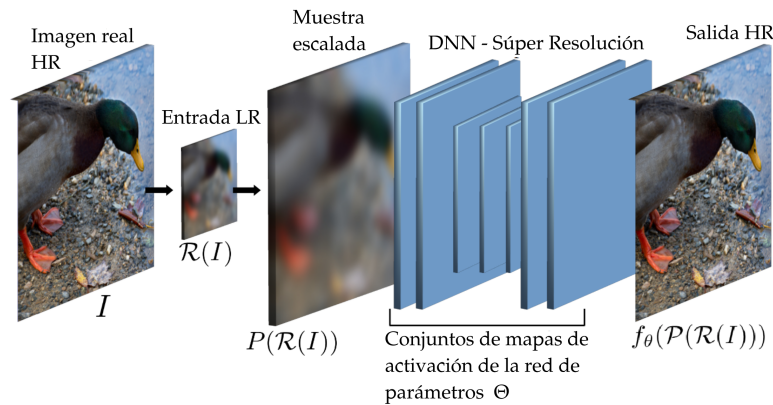 Imagen real
HR
Entrada LR
Muestra
escalada
DNN - Súper Resolución
Salida HR
I
R(I)
P(R(I))
Conjuntos de mapas de
activación de la red de
parámetros Θ
f_θ(P(R(I)))